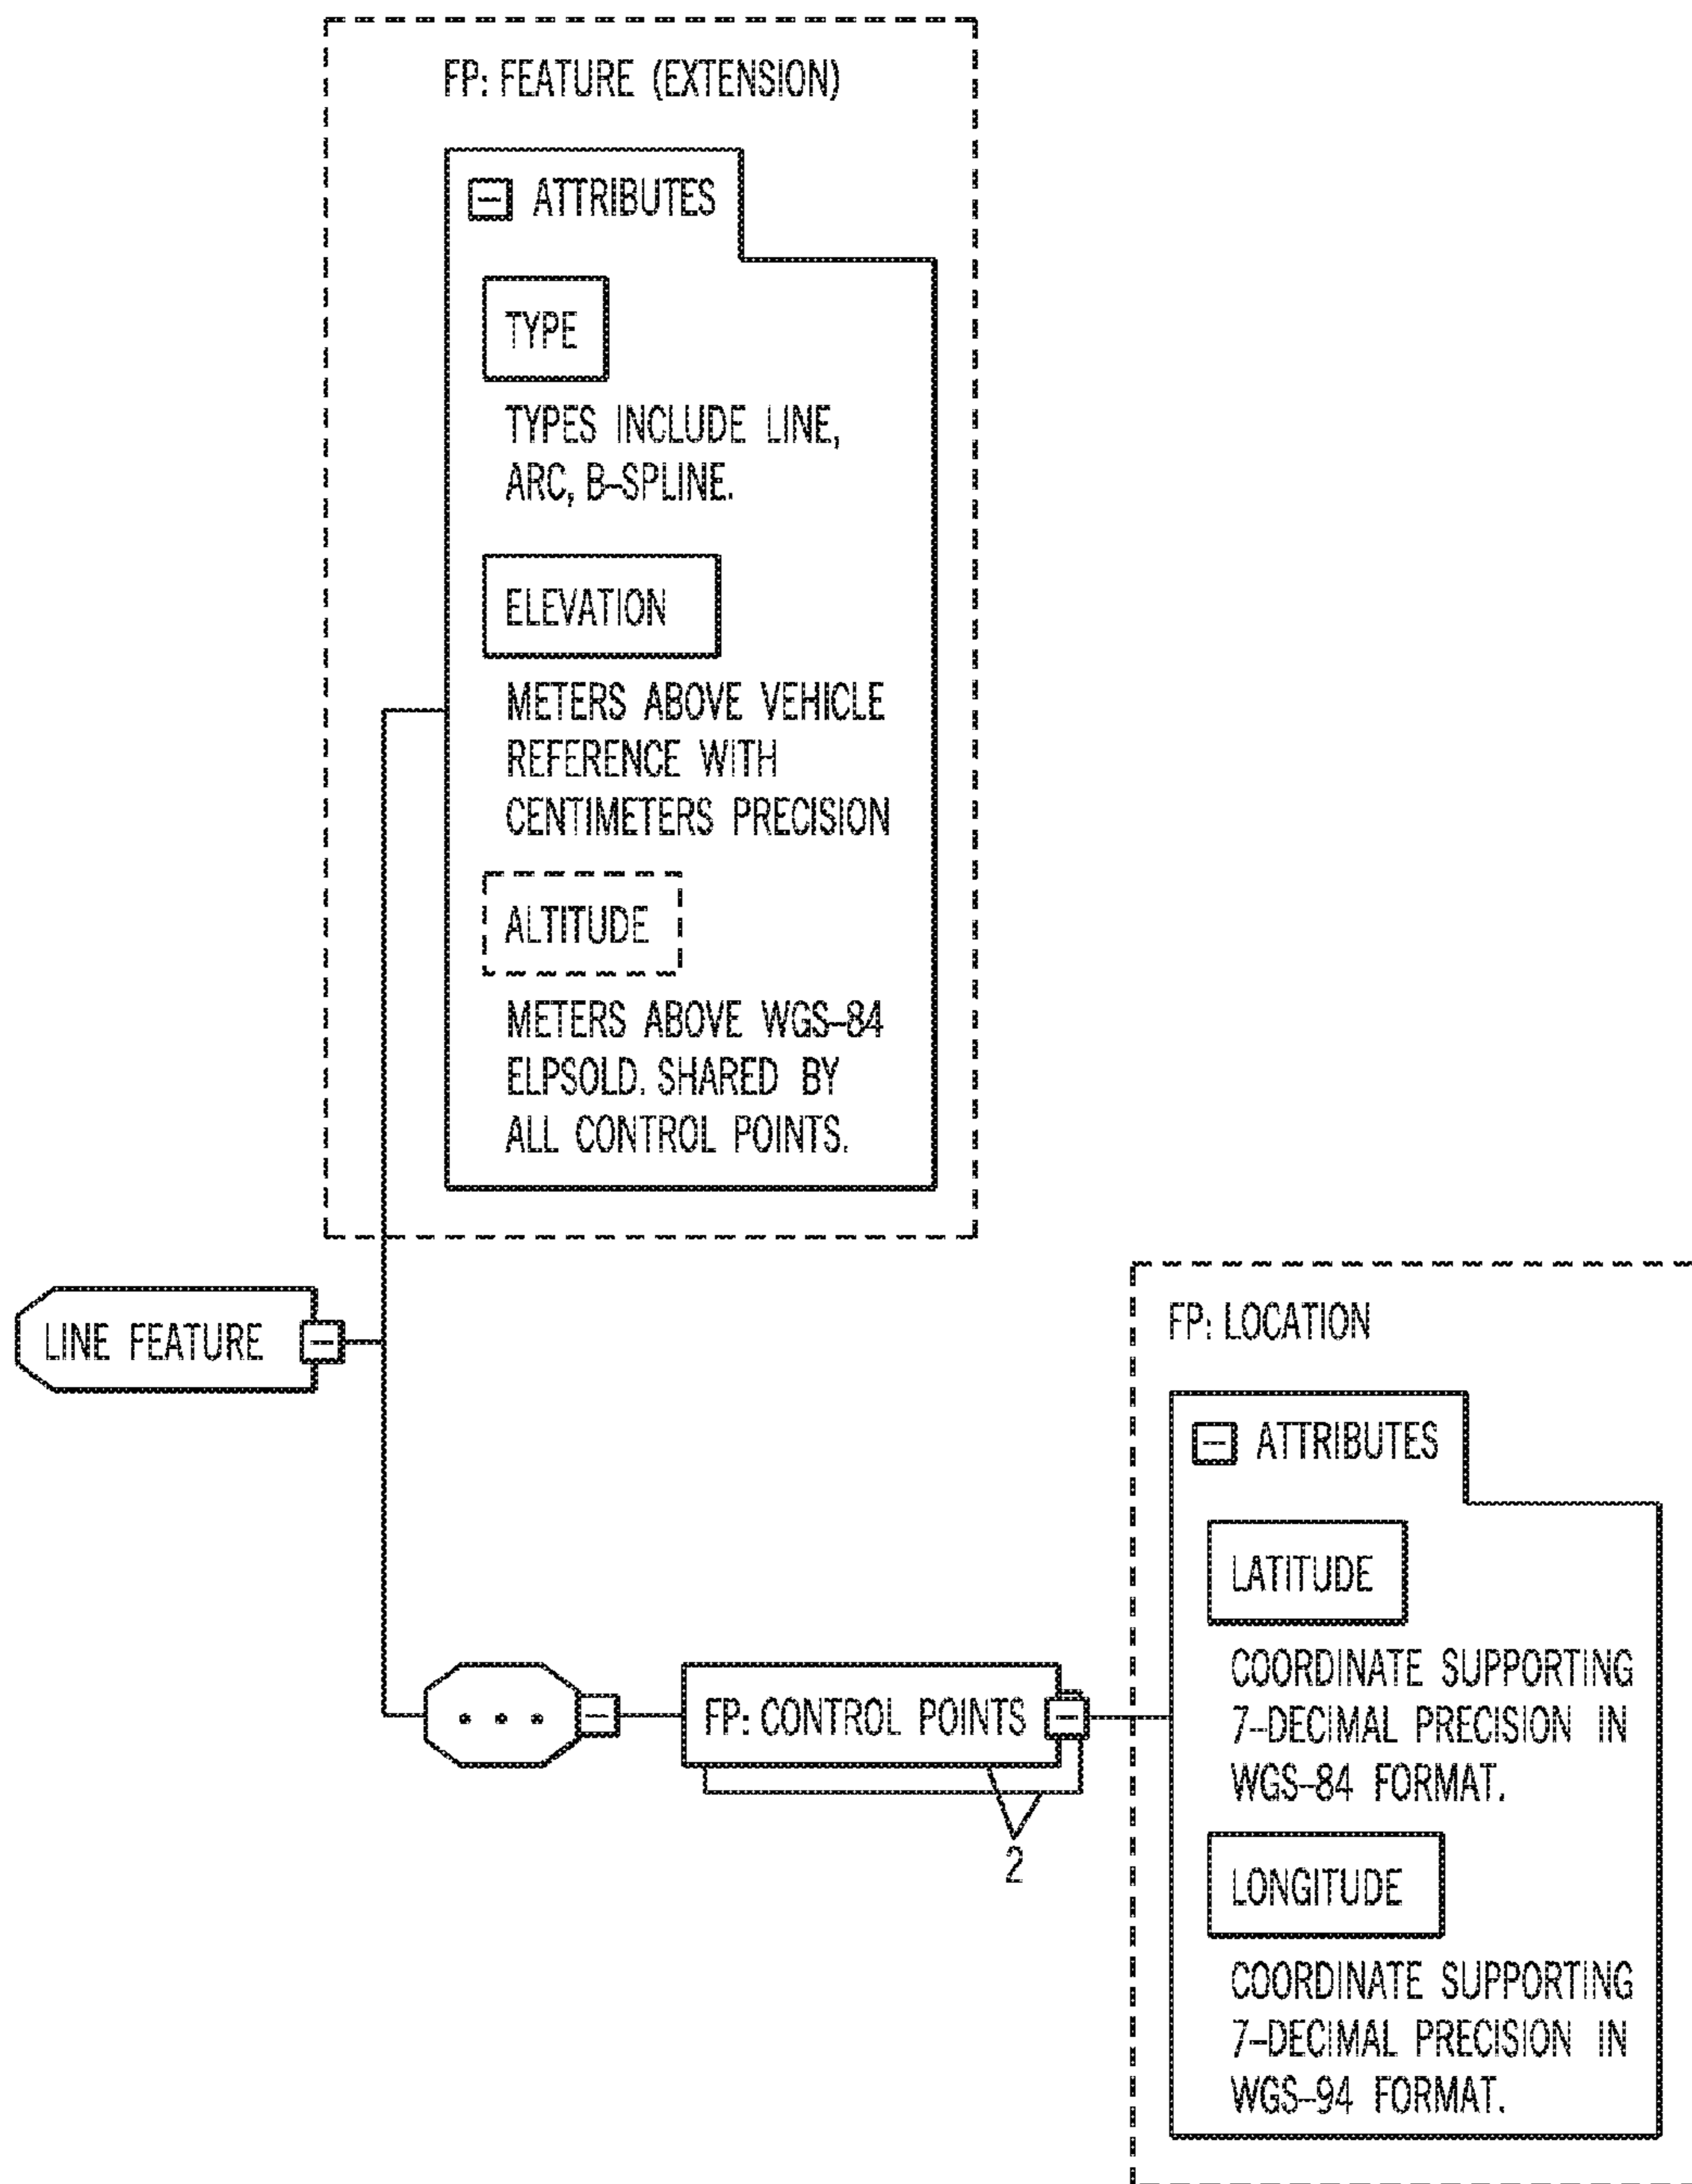 FP: FEATURE (EXTENSION)
ATTRIBUTES
TYPE
TYPES INCLUDE LINE,
ARC, B-SPLINE.
ELEVATION
METERS ABOVE VEHICLE
REFERENCE WITH
CENTIMETERS PRECISION
ALTITUDE
METERS ABOVE WGS-84
ELPSOLD. SHARED BY
ALL CONTROL POINTS.
LINE FEATURE
FP: CONTROL POINTS
2
FP: LOCATION
ATTRIBUTES
LATITUDE
COORDINATE SUPPORTING
7-DECIMAL PRECISION IN
WGS-84 FORMAT.
LONGITUDE
COORDINATE SUPPORTING
7-DECIMAL PRECISION IN
WGS-94 FORMAT.